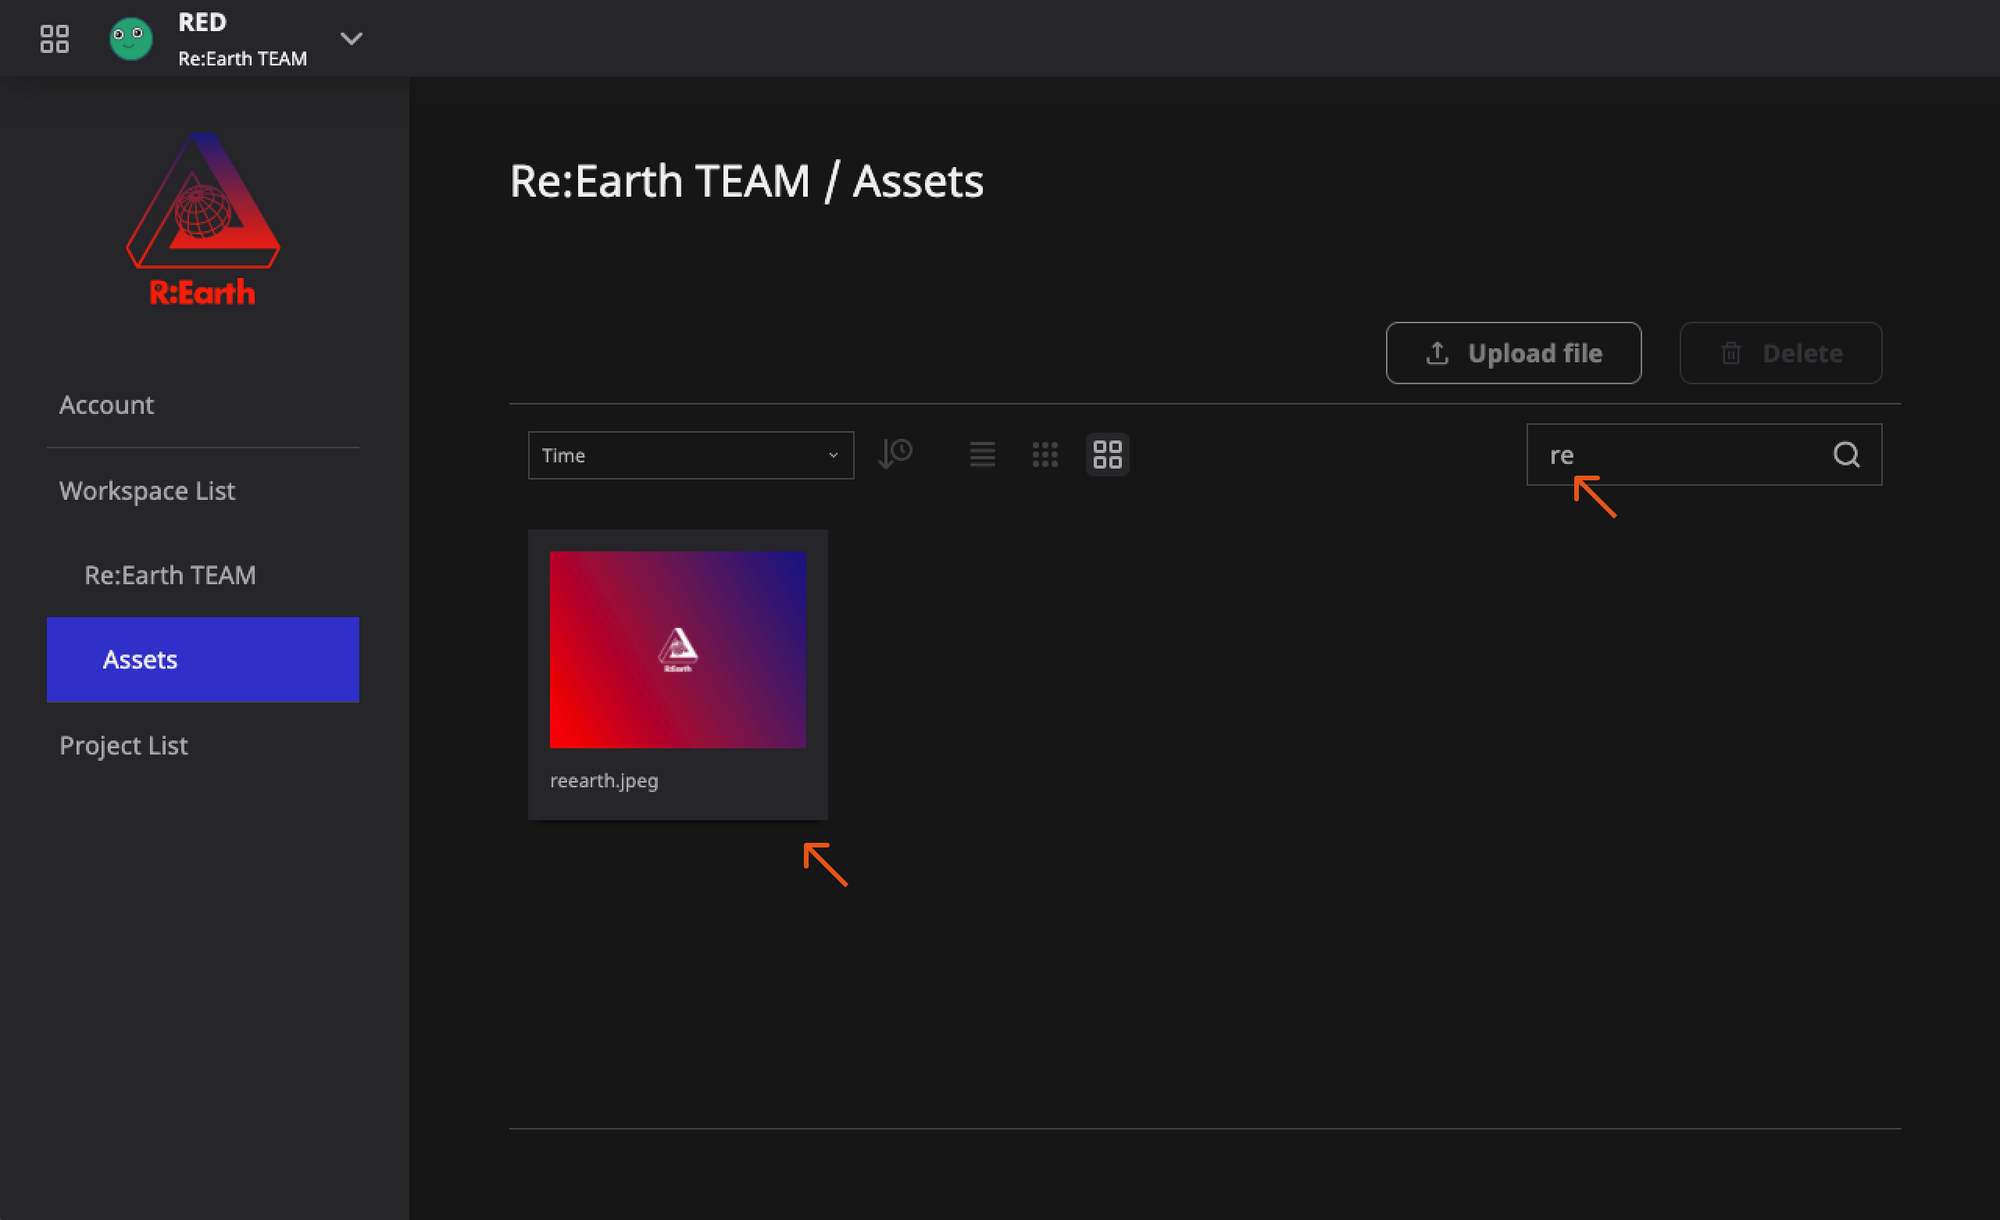 RED
Re:Earth TEAM
R:Earth
Account
Workspace List
Re:Earth TEAM
Assets
Project List
Re:Earth TEAM / Assets
Upload file
Delete
Time
re
R:Earth
reearth.jpeg